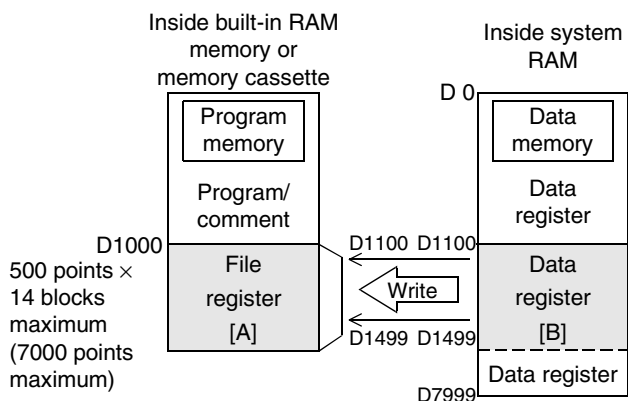 Inside built-in RAM
memory or
memory cassette
Inside system
RAM
D 0
Program
memory
Data
memory
Program/
comment
Data
register
D1000
D1100 D1100
500 points ×
14 blocks
maximum
(7000 points
maximum)
File
register
[A]
Write
Data
register
[B]
D1499 D1499
Data register
D7999